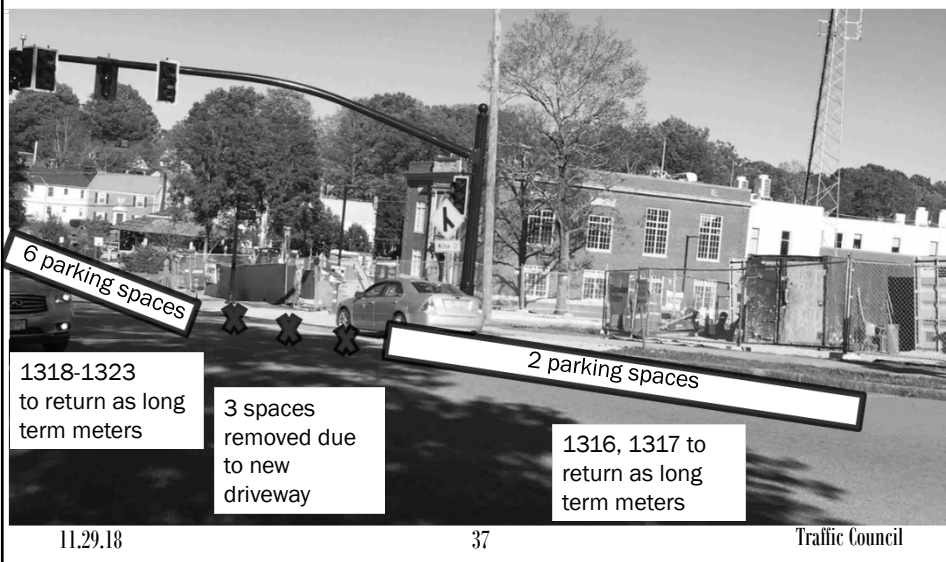 6 parking spaces
2 parking spaces
1318-1323
to return as long
term meters
3 spaces
removed due
to new
driveway
1316, 1317 to
return as long
term meters
11.29.18
37
Traffic Council